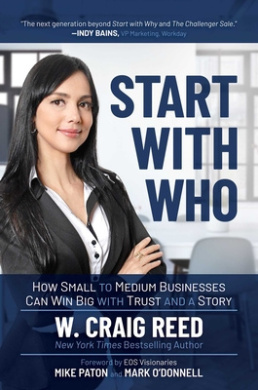 "The next generation beyond Start with Why and The Challenger Sale."
—INDY BAINS, VP Marketing, Workday
START
WITH
WHO
HOW SMALL TO MEDIUM BUSINESSES
CAN WIN BIG WITH TRUST AND A STORY
W. CRAIG REED
New York Times Bestselling Author
Foreword by EOS Visionaries
MIKE PATON and MARK O'DONNELL